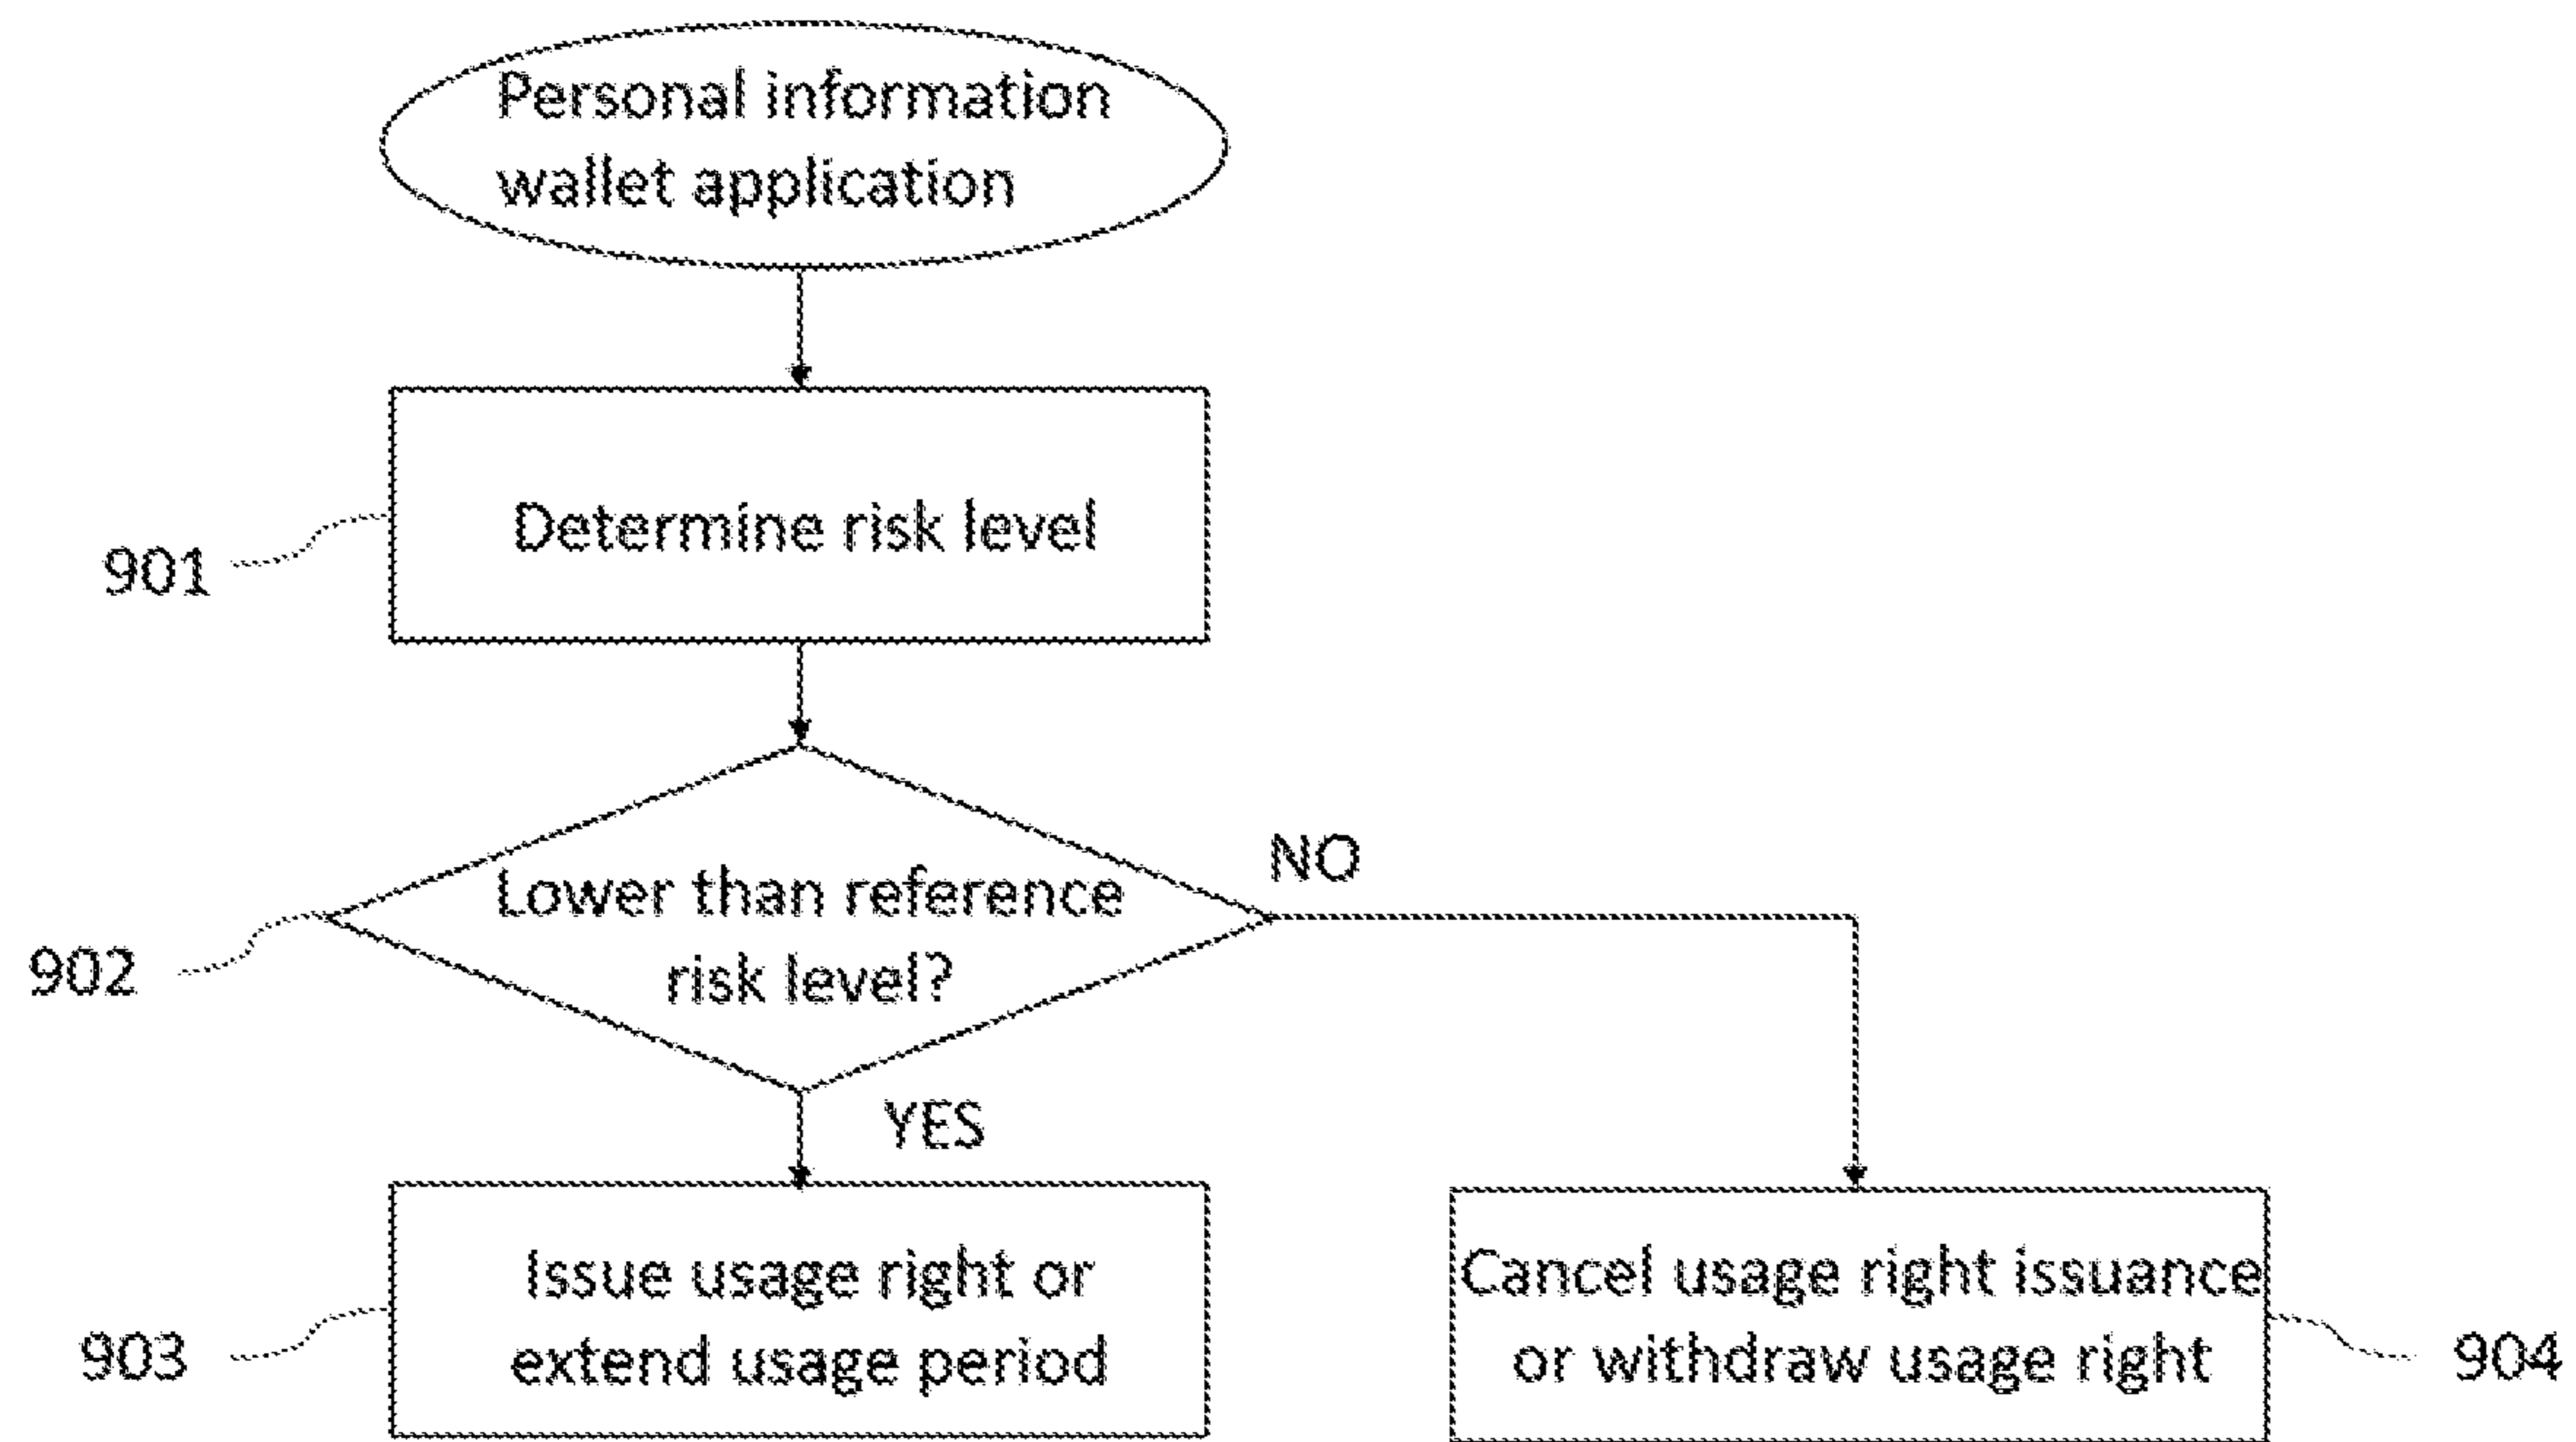 Personal information
wallet application
901
Determine risk level
902
Lower than reference
risk level?
NO
YES
903
Issue usage right or
extend usage period
Cancel usage right issuance
or withdraw usage right
904